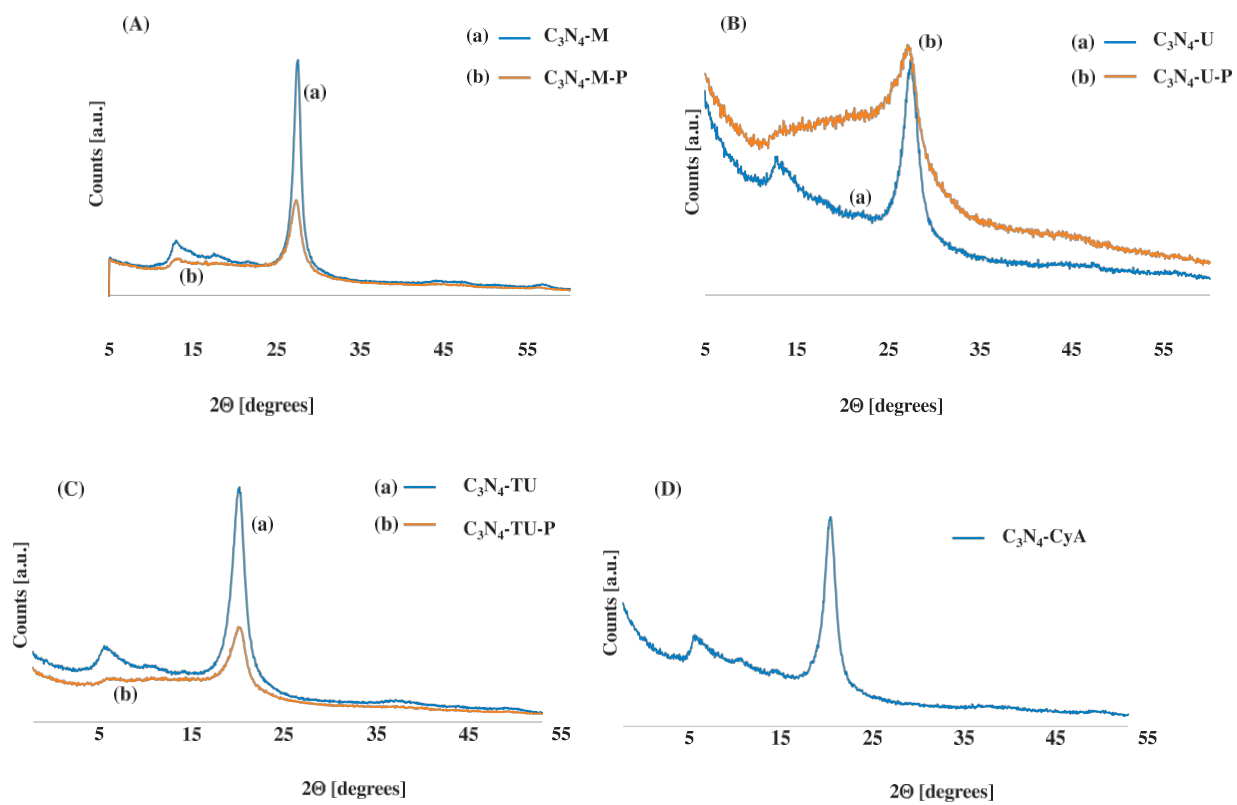 (A)
(a) C₃N₄-M
(b) C₃N₄-M-P
(a)
(b)
Counts [a.u.]
5 15 25 35 45 55
2Θ [degrees]
(B)
(a) C₃N₄-U
(b) C₃N₄-U-P
(b)
(a)
Counts [a.u.]
5 15 25 35 45 55
2Θ [degrees]
(C)
(a) C₃N₄-TU
(b) C₃N₄-TU-P
(a)
(b)
Counts [a.u.]
5 15 25 35 45 55
2Θ [degrees]
(D)
C₃N₄-CyA
Counts [a.u.]
5 15 25 35 45 55
2Θ [degrees]